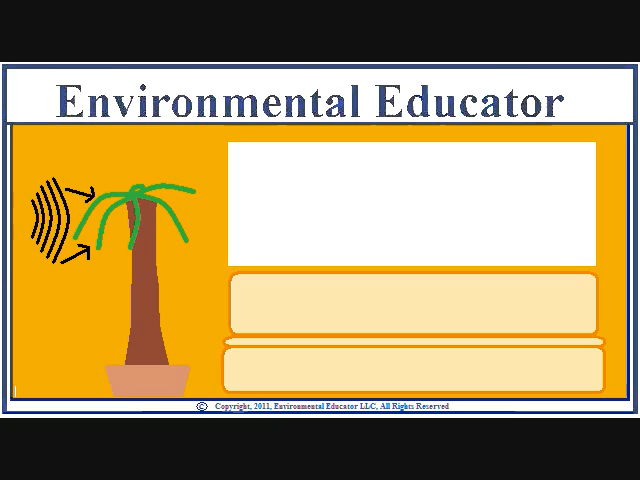 Environmental Educator
© Copyright, 2011, Environmental Educator LLC, All Rights Reserved